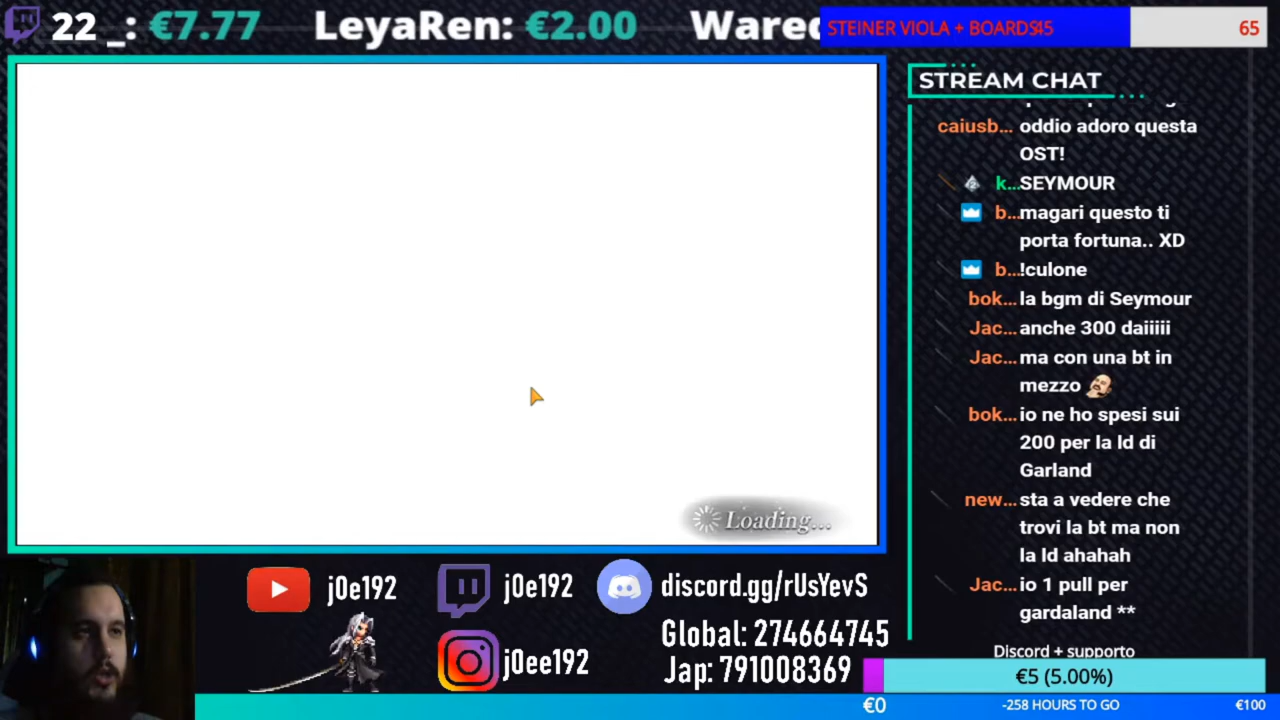 22 _: €7.77 LeyaRen: €2.00 Wared
STEINER VIOLA + BOARDS 45 65
STREAM CHAT
caiusb... oddio adoro questa
OST!
k... SEYMOUR
b... magari questo ti
porta fortuna.. XD
b... !culone
bok... la bgm di Seymour
Jac... anche 300 daiiiii
Jac... ma con una bt in
mezzo
bok... io ne ho spesi sui
200 per la ld di
Garland
new... sta a vedere che
trovi la bt ma non
la ld ahahah
Jac... io 1 pull per
gardaland **
Loading...
j0e192 j0e192 discord.gg/rUsYevS
j0ee192
Global: 274664745
Jap: 791008369
Discord + supporto
€5 (5.00%)
€0 -258 HOURS TO GO €100